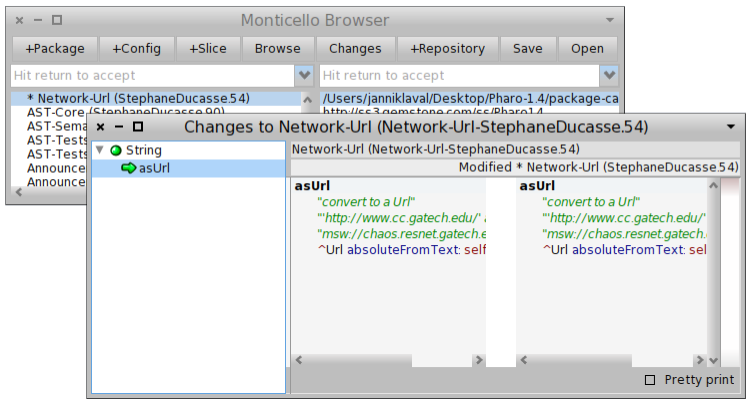 Monticello Browser
+Package +Config +Slice Browse Changes +Repository Save Open
Hit return to accept Hit return to accept
* Network-Url (StephaneDucasse.54) /Users/janniklaval/Desktop/Pharo-1.4/package-ca
AST-Core (StephaneDucasse.90) http://ss3.gemstone.com/ss/Pharo14
AST-Sema
AST-Tests
AST-Tests
Announce
Announce
Changes to Network-Url (Network-Url-StephaneDucasse.54)
String
asUrl
Network-Url (Network-Url-StephaneDucasse.54)
Modified * Network-Url (StephaneDucasse.54)
asUrl
"convert to a Url"
"'http://www.cc.gatech.edu/' a
"msw://chaos.resnet.gatech.e
^Url absoluteFromText: self
asUrl
"convert to a Url"
"'http://www.cc.gatech.edu/'
"msw://chaos.resnet.gatech.
^Url absoluteFromText: sel
Pretty print